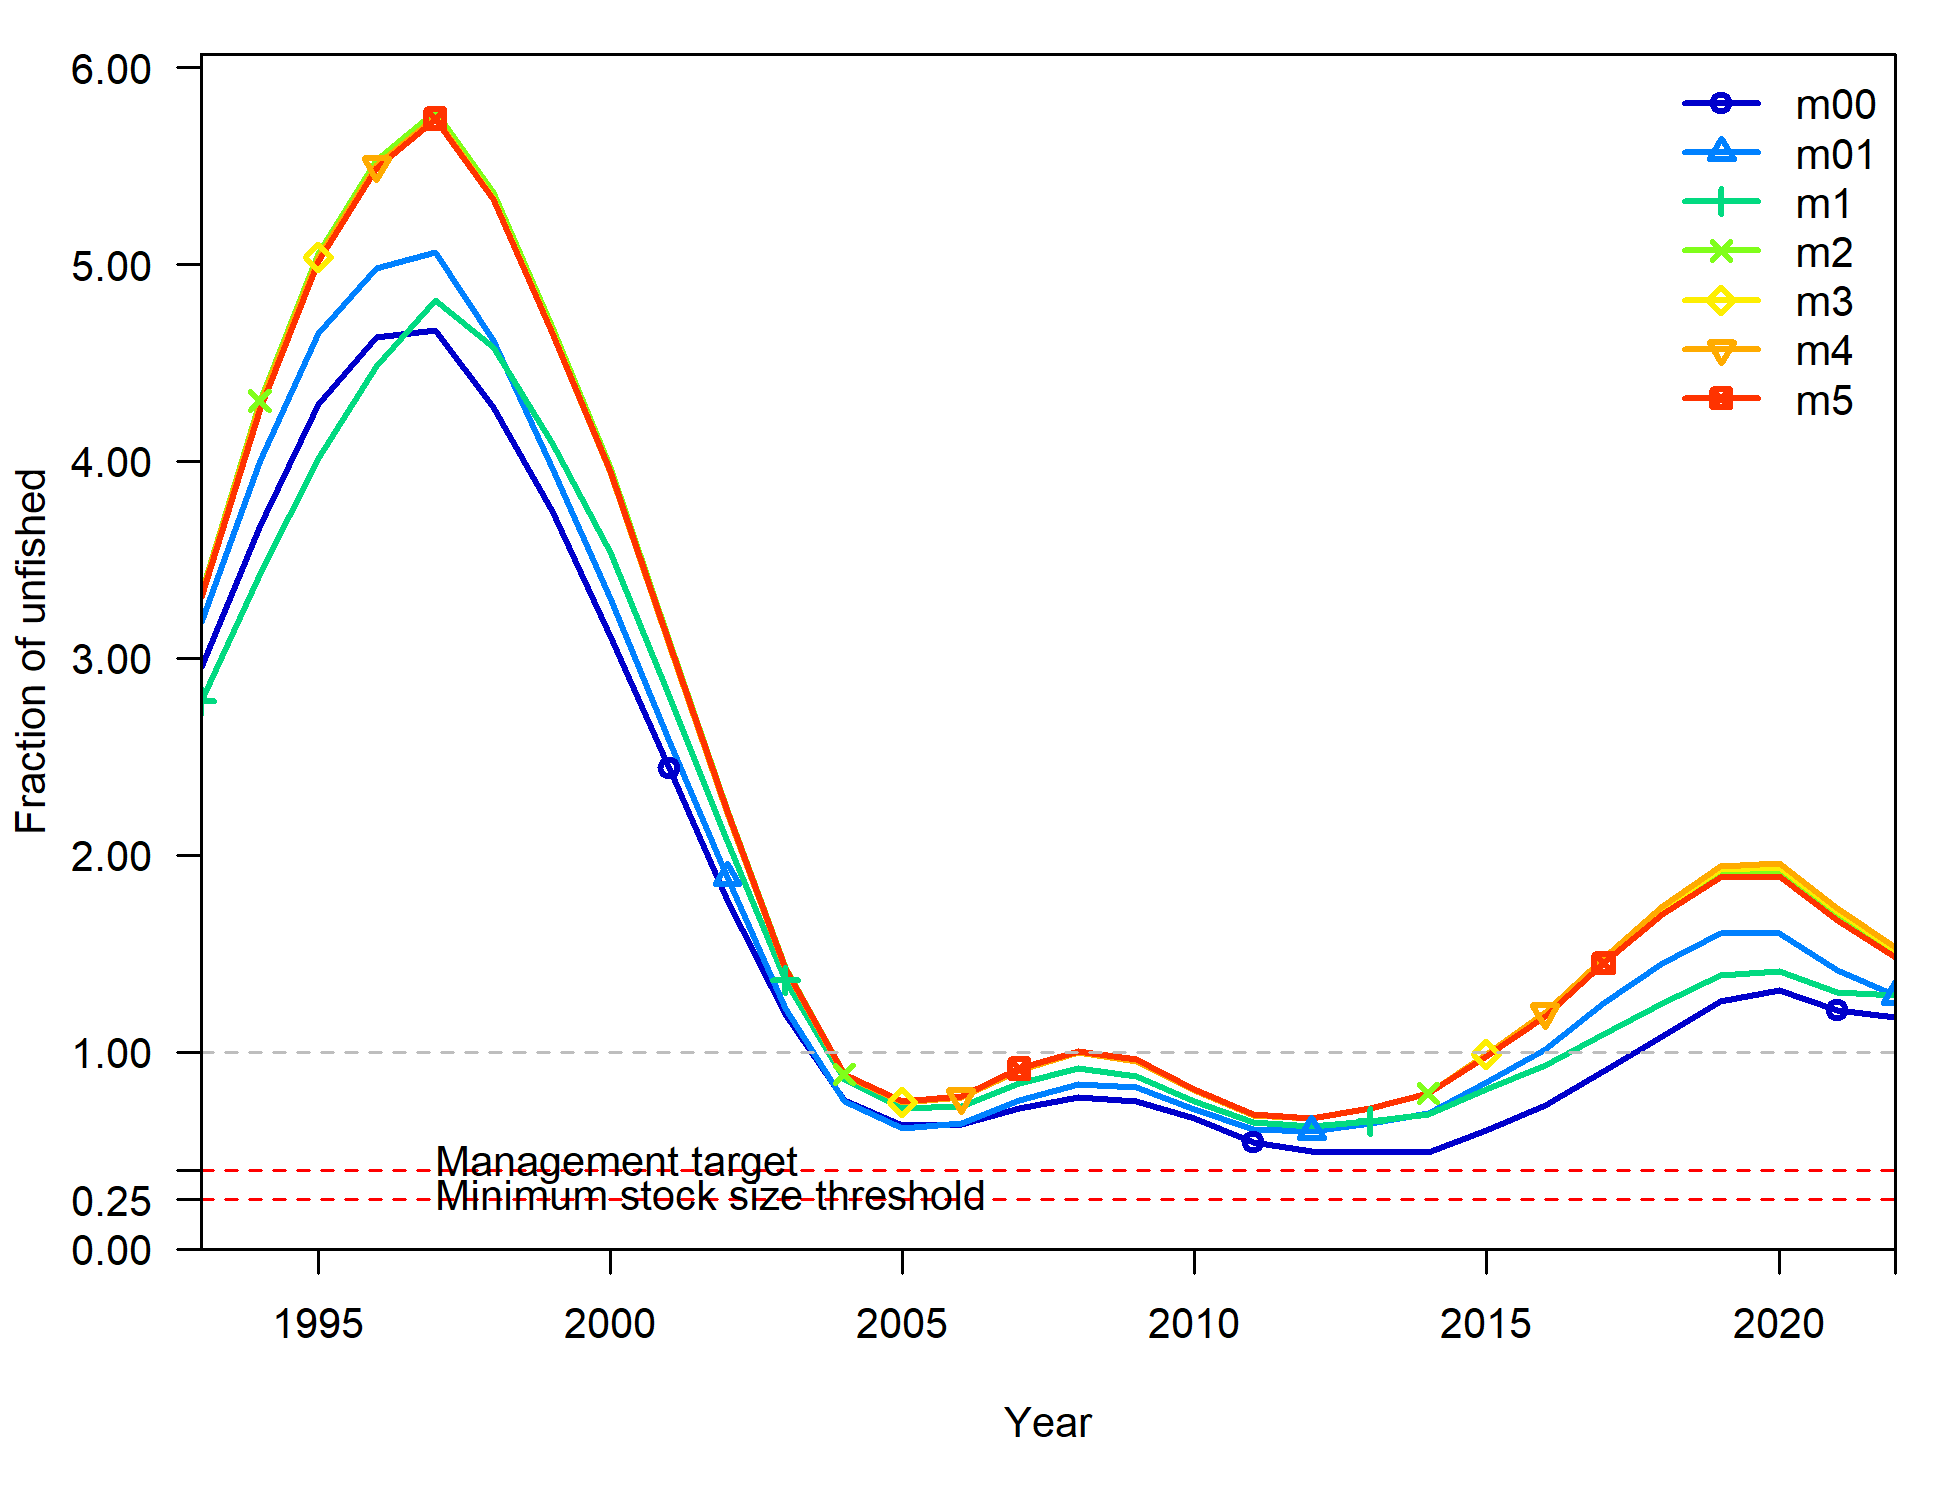 6.00
5.00
4.00
3.00
2.00
1.00
0.25
0.00
Fraction of unfished
m00
m01
m1
m2
m3
m4
m5
Management target
Minimum stock size threshold
1995 2000 2005 2010 2015 2020
Year